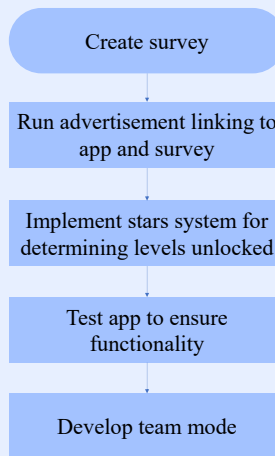 Create survey
Run advertisement linking to
app and survey
Implement stars system for
determining levels unlocked
Test app to ensure
functionality
Develop team mode